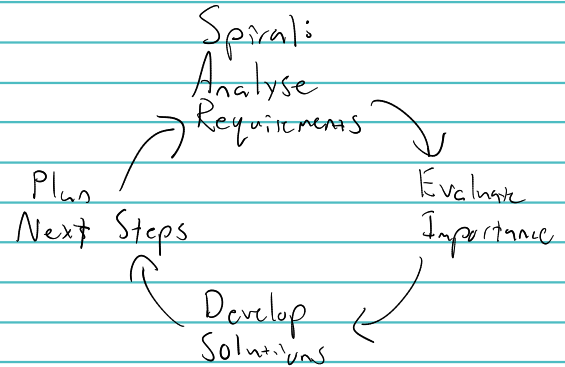 Spiral:
Analyse
Requirements
Evaluate
Importance
Develop
Solutions
Plan
Next Steps